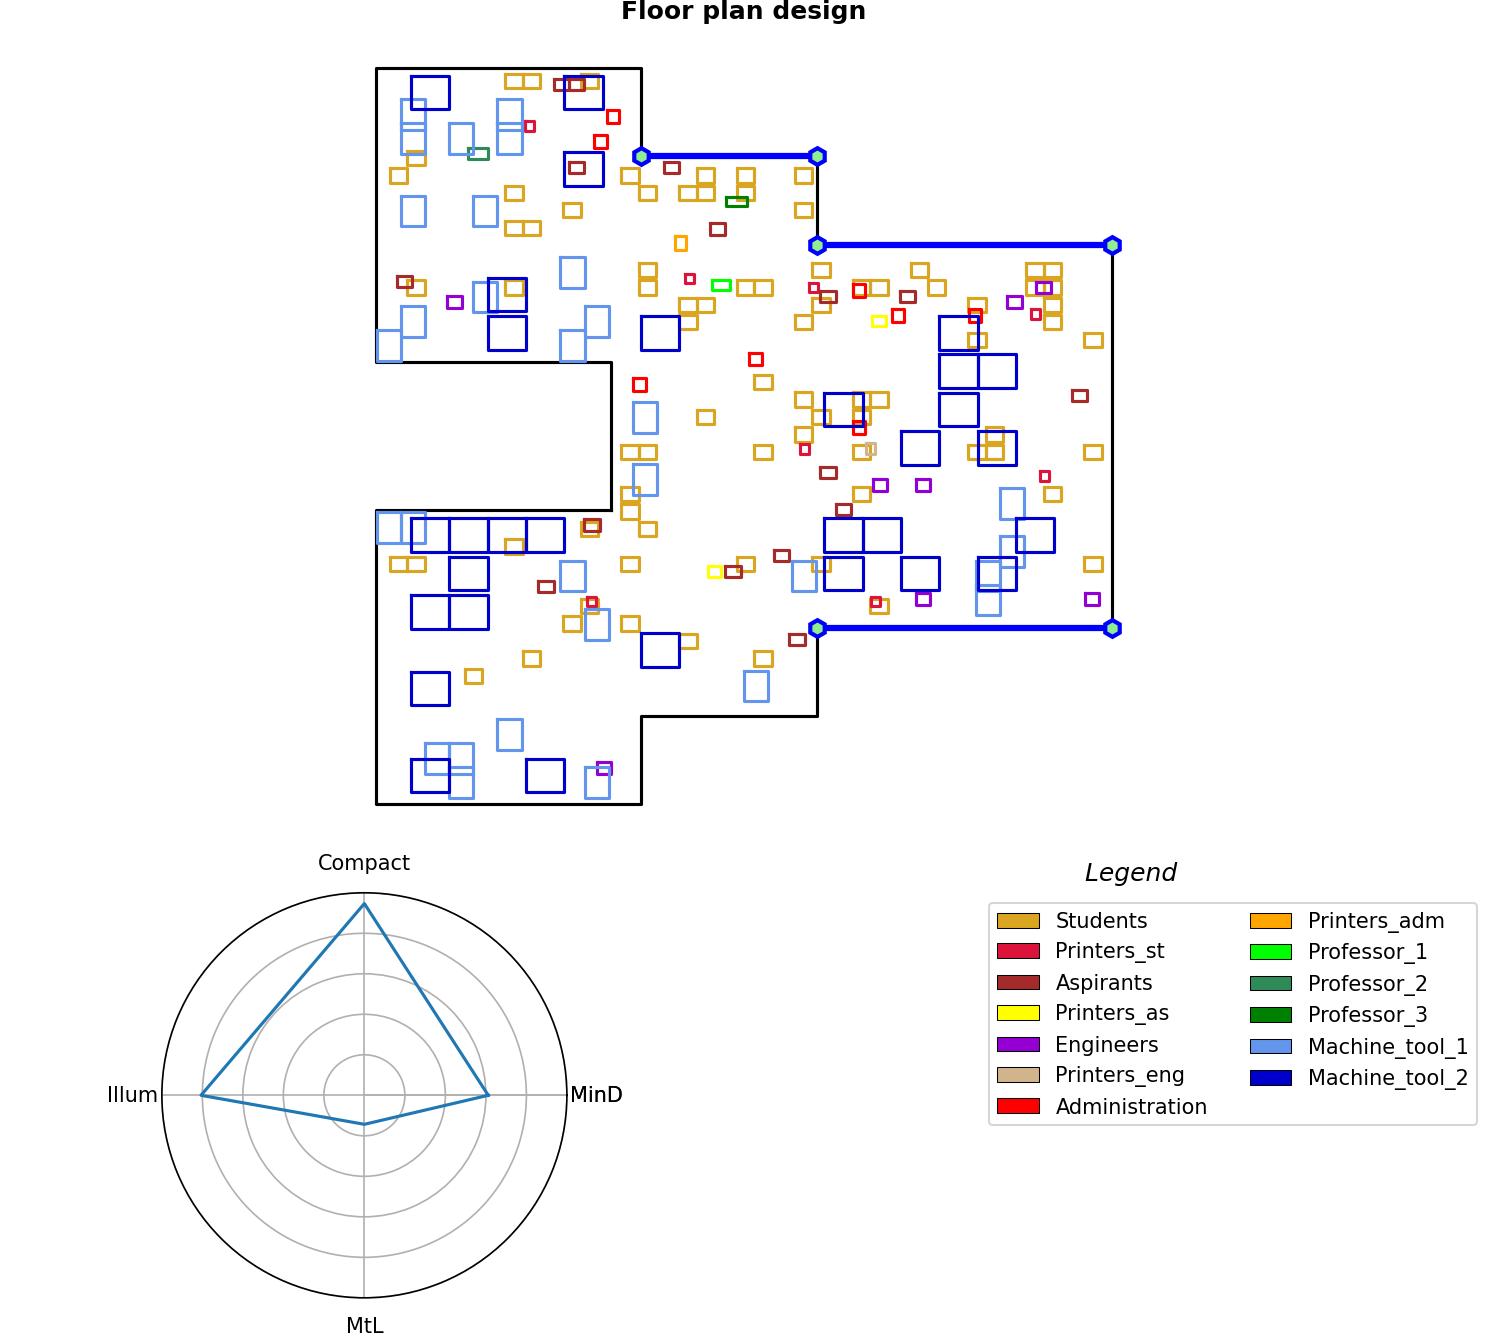 Floor plan design
Compact
Illum
MinD
MtL
Legend
Students
Printers_st
Aspirants
Printers_as
Engineers
Printers_eng
Administration
Printers_adm
Professor_1
Professor_2
Professor_3
Machine_tool_1
Machine_tool_2